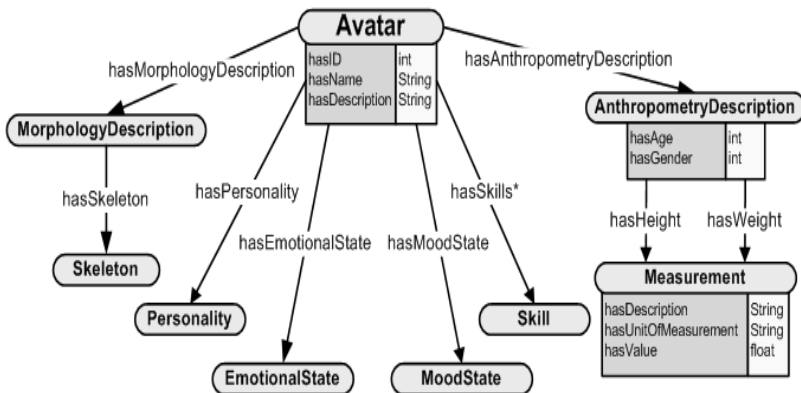 Avatar
hasID int
hasName String
hasDescription String
hasMorphologyDescription
hasAnthropometryDescription
MorphologyDescription
AnthropometryDescription
hasAge int
hasGender int
hasSkeleton
hasPersonality
hasSkills*
hasHeight
hasWeight
hasEmotionalState
hasMoodState
Skeleton
Measurement
hasDescription String
hasUnitOfMeasurement String
hasValue float
Personality
Skill
EmotionalState
MoodState